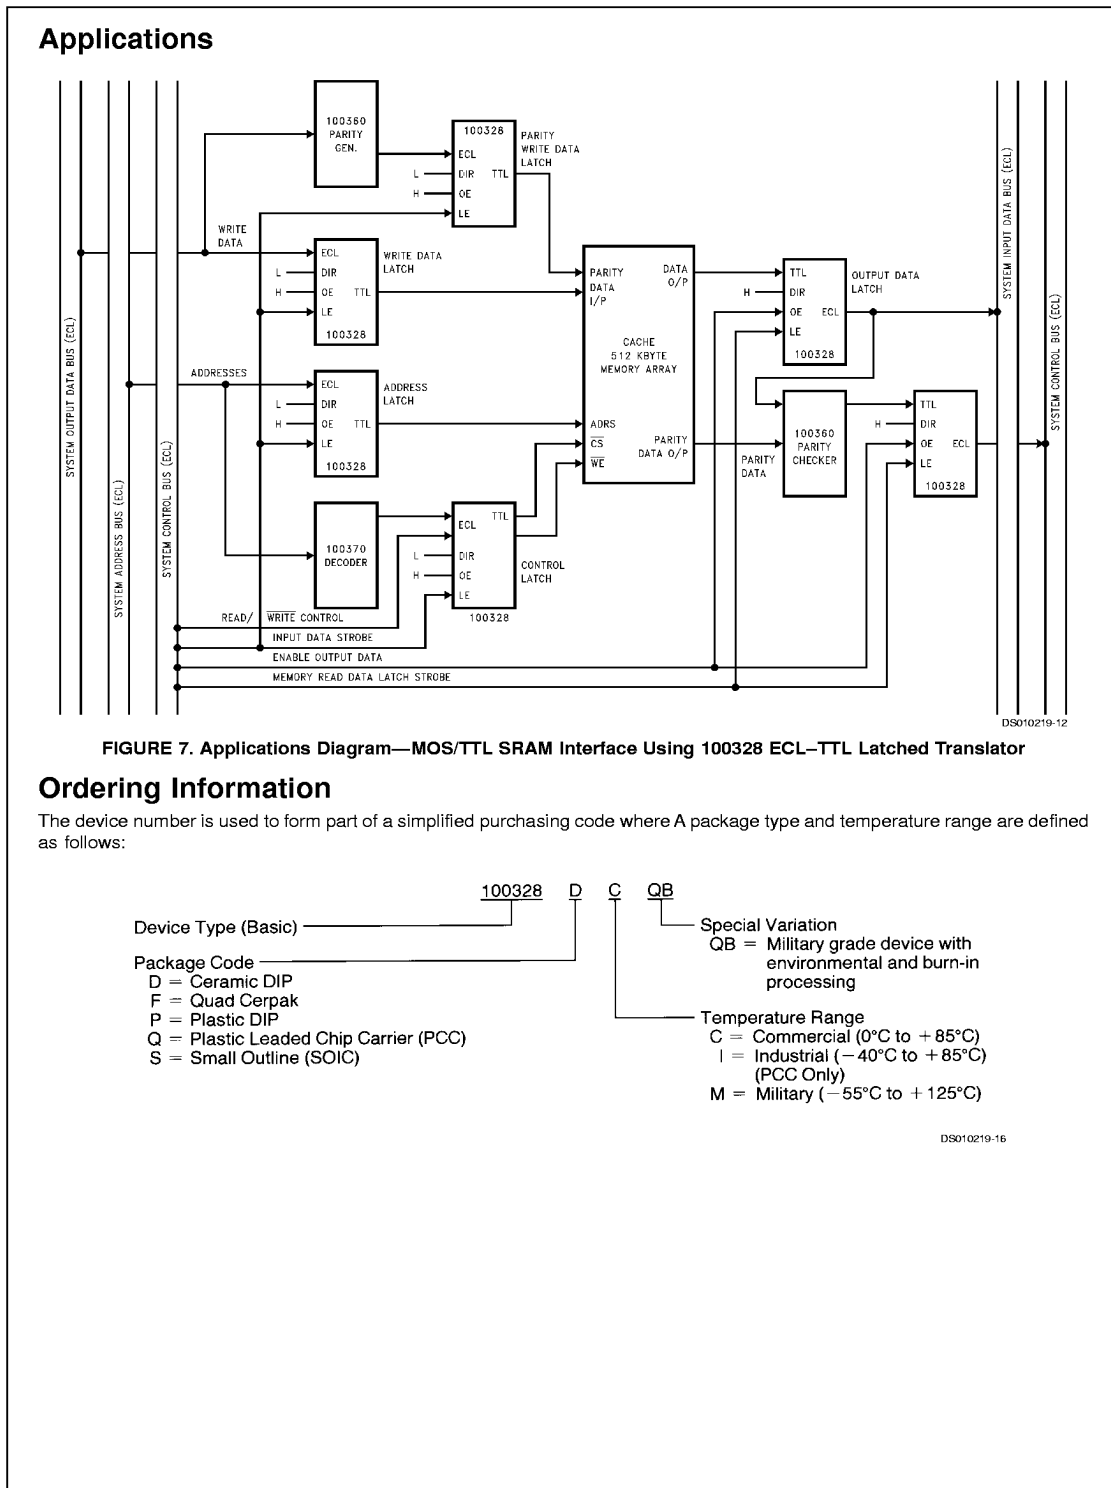 Applications
100360
PARITY
GEN.
100328
ECL
DIR
TTL
OE
LE
L
H
PARITY
WRITE DATA
LATCH
WRITE
DATA
ECL
DIR
OE
TTL
LE
100328
L
H
WRITE DATA
LATCH
ADDRESSES
ECL
DIR
OE
TTL
LE
100328
L
H
ADDRESS
LATCH
100370
DECODER
ECL
TTL
DIR
OE
LE
100328
L
H
CONTROL
LATCH
READ/ WRITE CONTROL
INPUT DATA STROBE
ENABLE OUTPUT DATA
MEMORY READ DATA LATCH STROBE
PARITY
DATA
I/P
DATA
O/P
CACHE
512 KBYTE
MEMORY ARRAY
ADRS
CS
WE
PARITY
DATA O/P
TTL
DIR
OE
ECL
LE
100328
H
OUTPUT DATA
LATCH
100360
PARITY
CHECKER
PARITY
DATA
TTL
DIR
OE
ECL
LE
100328
H
SYSTEM OUTPUT DATA BUS (ECL)
SYSTEM ADDRESS BUS (ECL)
SYSTEM CONTROL BUS (ECL)
SYSTEM INPUT DATA BUS (ECL)
SYSTEM CONTROL BUS (ECL)
DS010219-12
FIGURE 7. Applications Diagram—MOS/TTL SRAM Interface Using 100328 ECL–TTL Latched Translator
Ordering Information
The device number is used to form part of a simplified purchasing code where A package type and temperature range are defined
as follows:
100328 D C QB
Device Type (Basic)
Package Code
D = Ceramic DIP
F = Quad Cerpak
P = Plastic DIP
Q = Plastic Leaded Chip Carrier (PCC)
S = Small Outline (SOIC)
Special Variation
QB = Military grade device with
environmental and burn-in
processing
Temperature Range
C = Commercial (0°C to +85°C)
I = Industrial (−40°C to +85°C)
(PCC Only)
M = Military (−55°C to +125°C)
DS010219-16